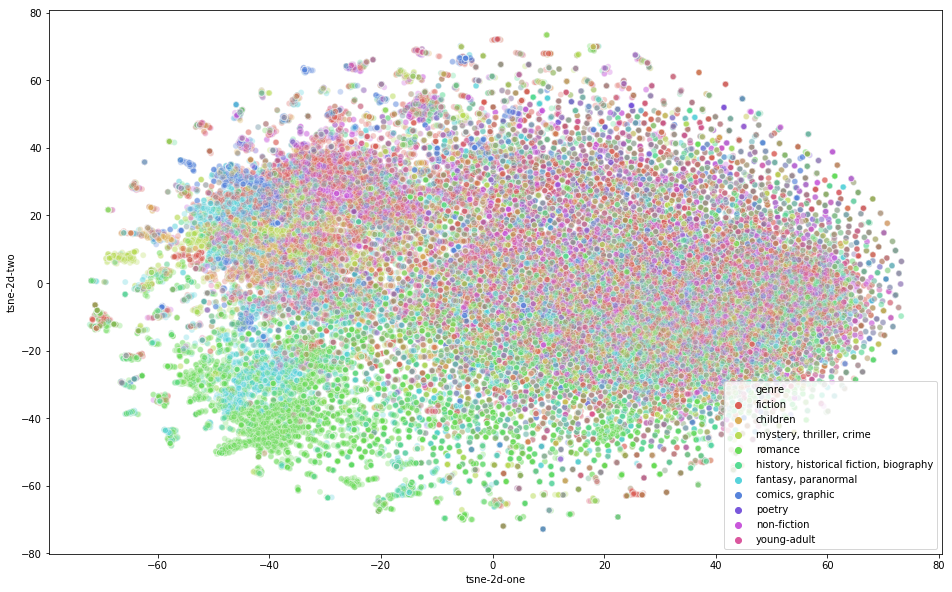 80
60
40
20
0
−20
−40
−60
−80
tsne-2d-two
−60
−40
−20
0
20
40
60
80
tsne-2d-one
genre
fiction
children
mystery, thriller, crime
romance
history, historical fiction, biography
fantasy, paranormal
comics, graphic
poetry
non-fiction
young-adult